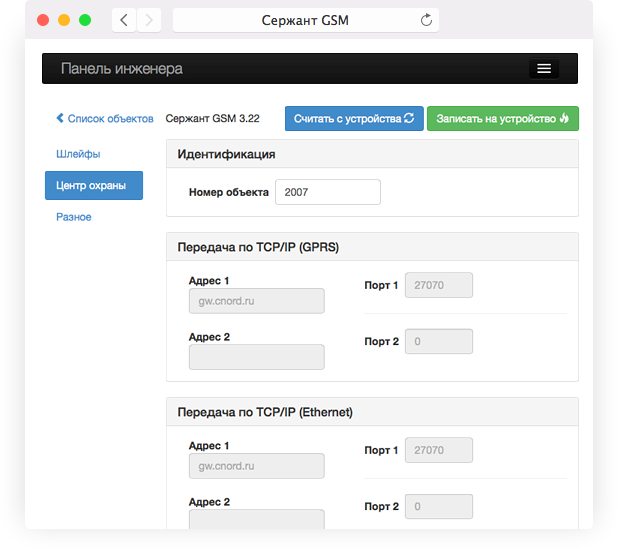 Сержант GSM
Панель инженера
Список объектов
Сержант GSM 3.22
Считать с устройства
Записать на устройство
Шлейфы
Центр охраны
Разное
Идентификация
Номер объекта 2007
Передача по TCP/IP (GPRS)
Адрес 1
Порт 1 27070
gw.cnord.ru
Адрес 2
Порт 2 0
Передача по TCP/IP (Ethernet)
Адрес 1
Порт 1 27070
gw.cnord.ru
Адрес 2
Порт 2 0